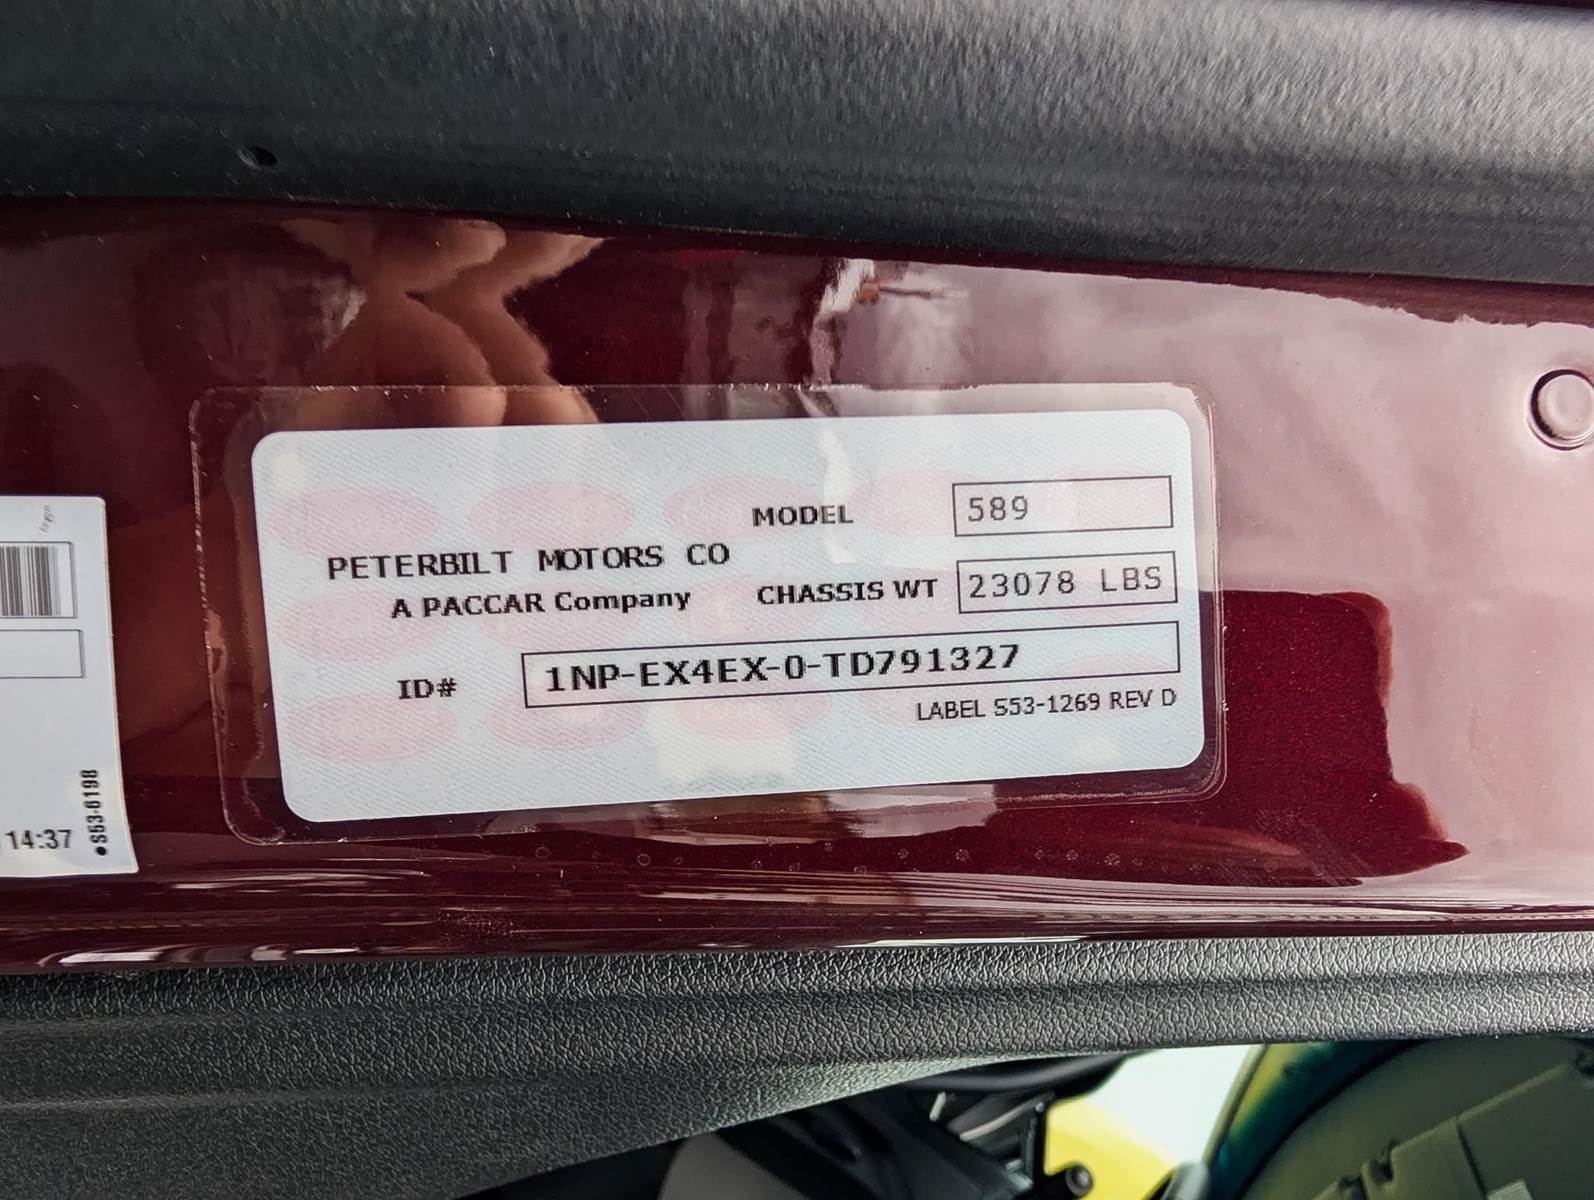 MODEL 589
PETERBILT MOTORS CO
A PACCAR Company
CHASSIS WT 23078 LBS
ID# 1NP-EX4EX-0-TD791327
LABEL S53-1269 REV D
14:37
•S53-6198